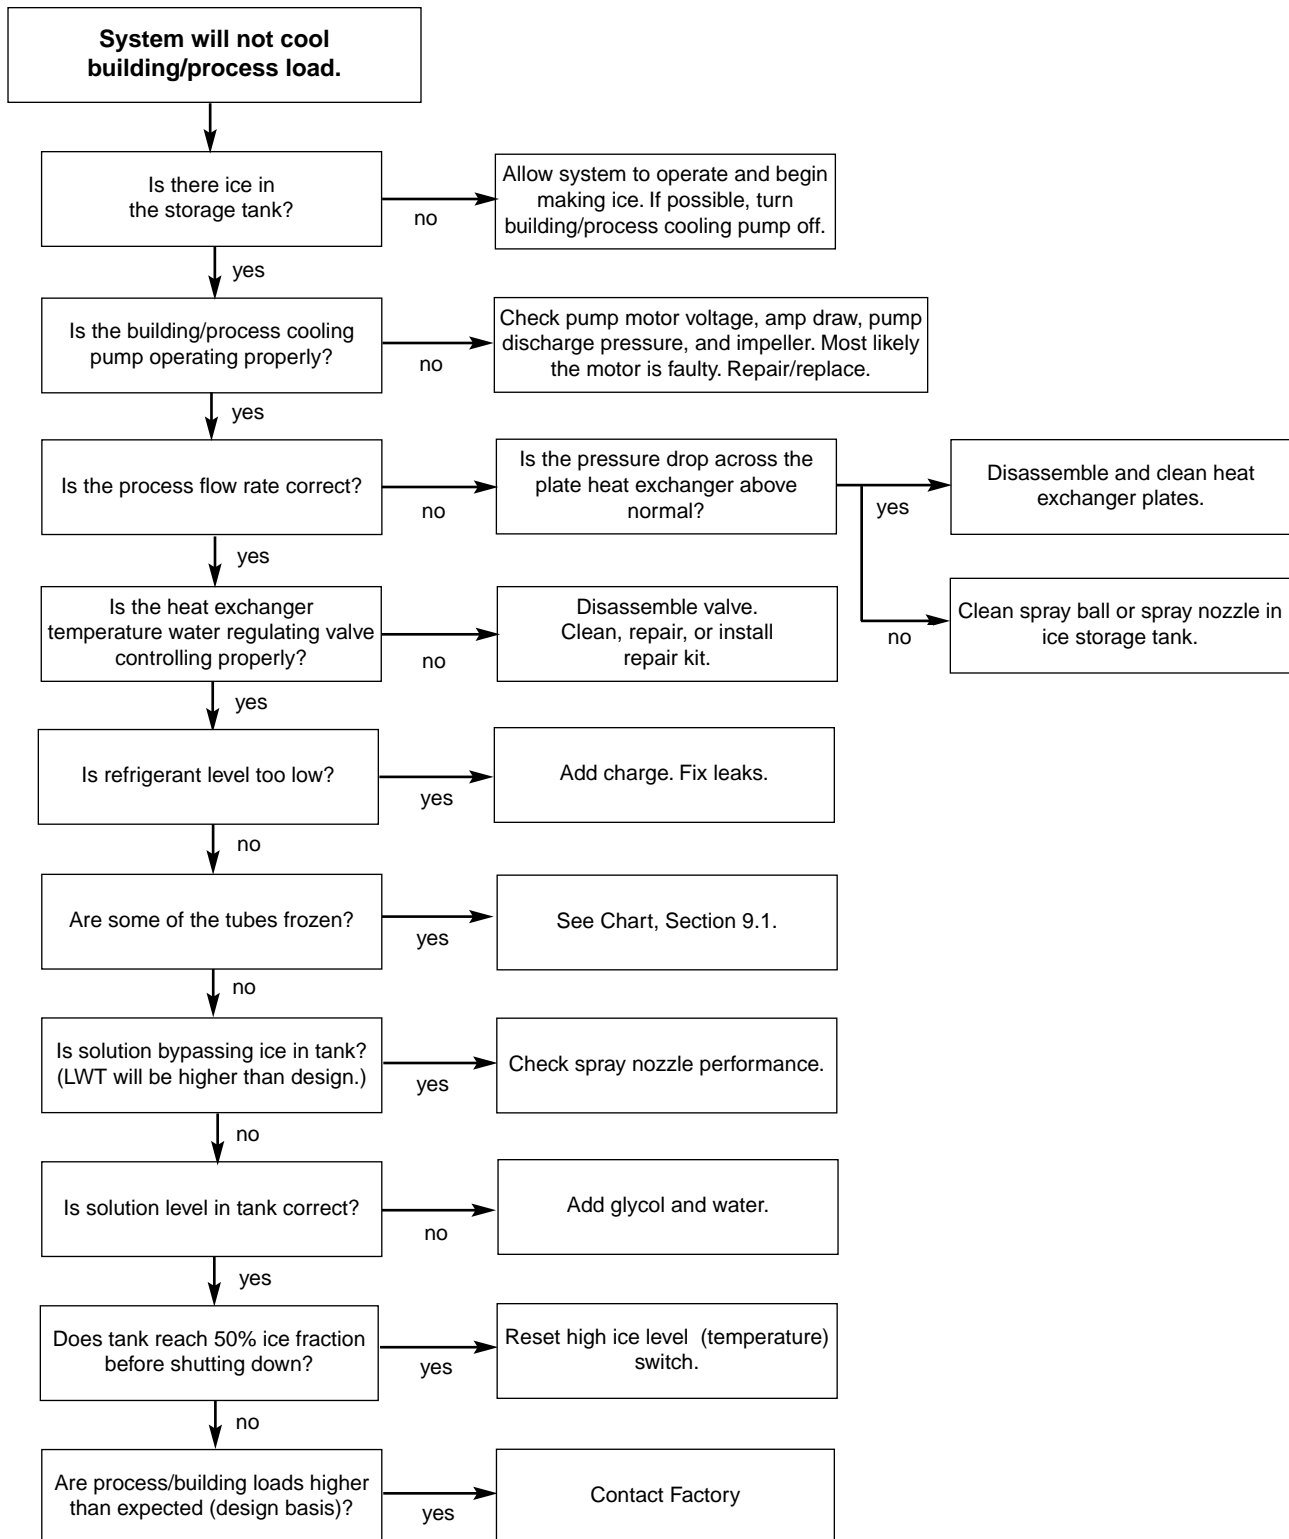 System will not cool
building/process load.
Is there ice in
the storage tank?
no
Allow system to operate and begin
making ice. If possible, turn
building/process cooling pump off.
yes
Is the building/process cooling
pump operating properly?
no
Check pump motor voltage, amp draw, pump
discharge pressure, and impeller. Most likely
the motor is faulty. Repair/replace.
yes
Is the process flow rate correct?
no
Is the pressure drop across the
plate heat exchanger above
normal?
yes
Disassemble and clean heat
exchanger plates.
no
Clean spray ball or spray nozzle in
ice storage tank.
yes
Is the heat exchanger
temperature water regulating valve
controlling properly?
no
Disassemble valve.
Clean, repair, or install
repair kit.
yes
Is refrigerant level too low?
yes
Add charge. Fix leaks.
no
Are some of the tubes frozen?
yes
See Chart, Section 9.1.
no
Is solution bypassing ice in tank?
(LWT will be higher than design.)
yes
Check spray nozzle performance.
no
Is solution level in tank correct?
no
Add glycol and water.
yes
Does tank reach 50% ice fraction
before shutting down?
yes
Reset high ice level (temperature)
switch.
no
Are process/building loads higher
than expected (design basis)?
yes
Contact Factory